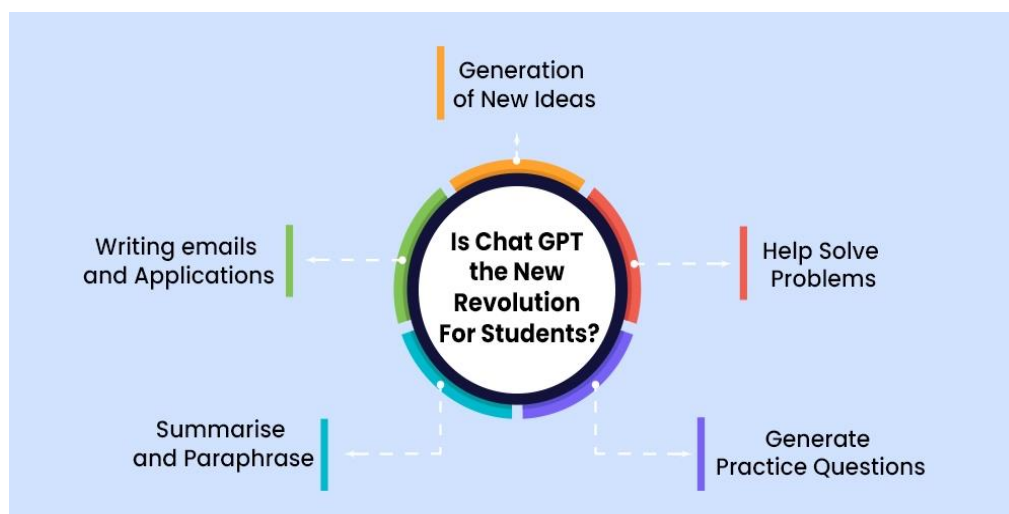 Generation
of New Ideas
Writing emails
and Applications
Is Chat GPT
the New
Revolution
For Students?
Help Solve
Problems
Summarise
and Paraphrase
Generate
Practice Questions